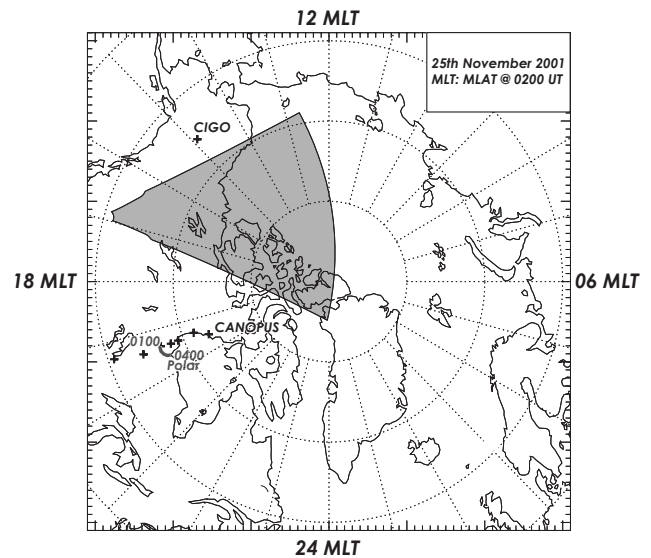 12 MLT
25th November 2001
MLT: MLAT @ 0200 UT
CIGO
18 MLT
06 MLT
CANOPUS
0100
0400
Polar
24 MLT